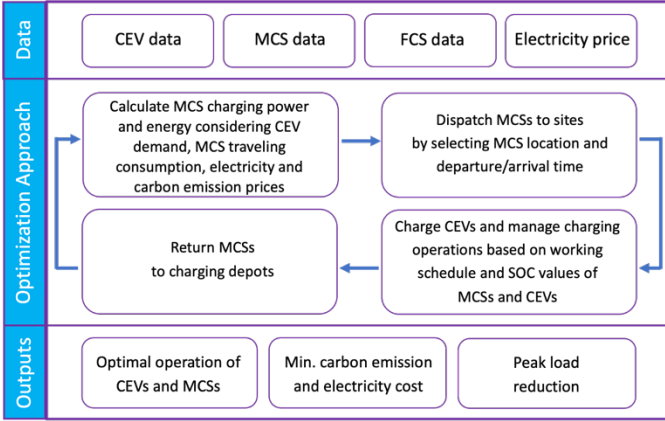 Data
CEV data
MCS data
FCS data
Electricity price
Optimization Approach
Calculate MCS charging power
and energy considering CEV
demand, MCS traveling
consumption, electricity and
carbon emission prices
Dispatch MCSs to sites
by selecting MCS location and
departure/arrival time
Return MCSs
to charging depots
Charge CEVs and manage charging
operations based on working
schedule and SOC values of
MCSs and CEVs
Outputs
Optimal operation of
CEVs and MCSs
Min. carbon emission
and electricity cost
Peak load
reduction